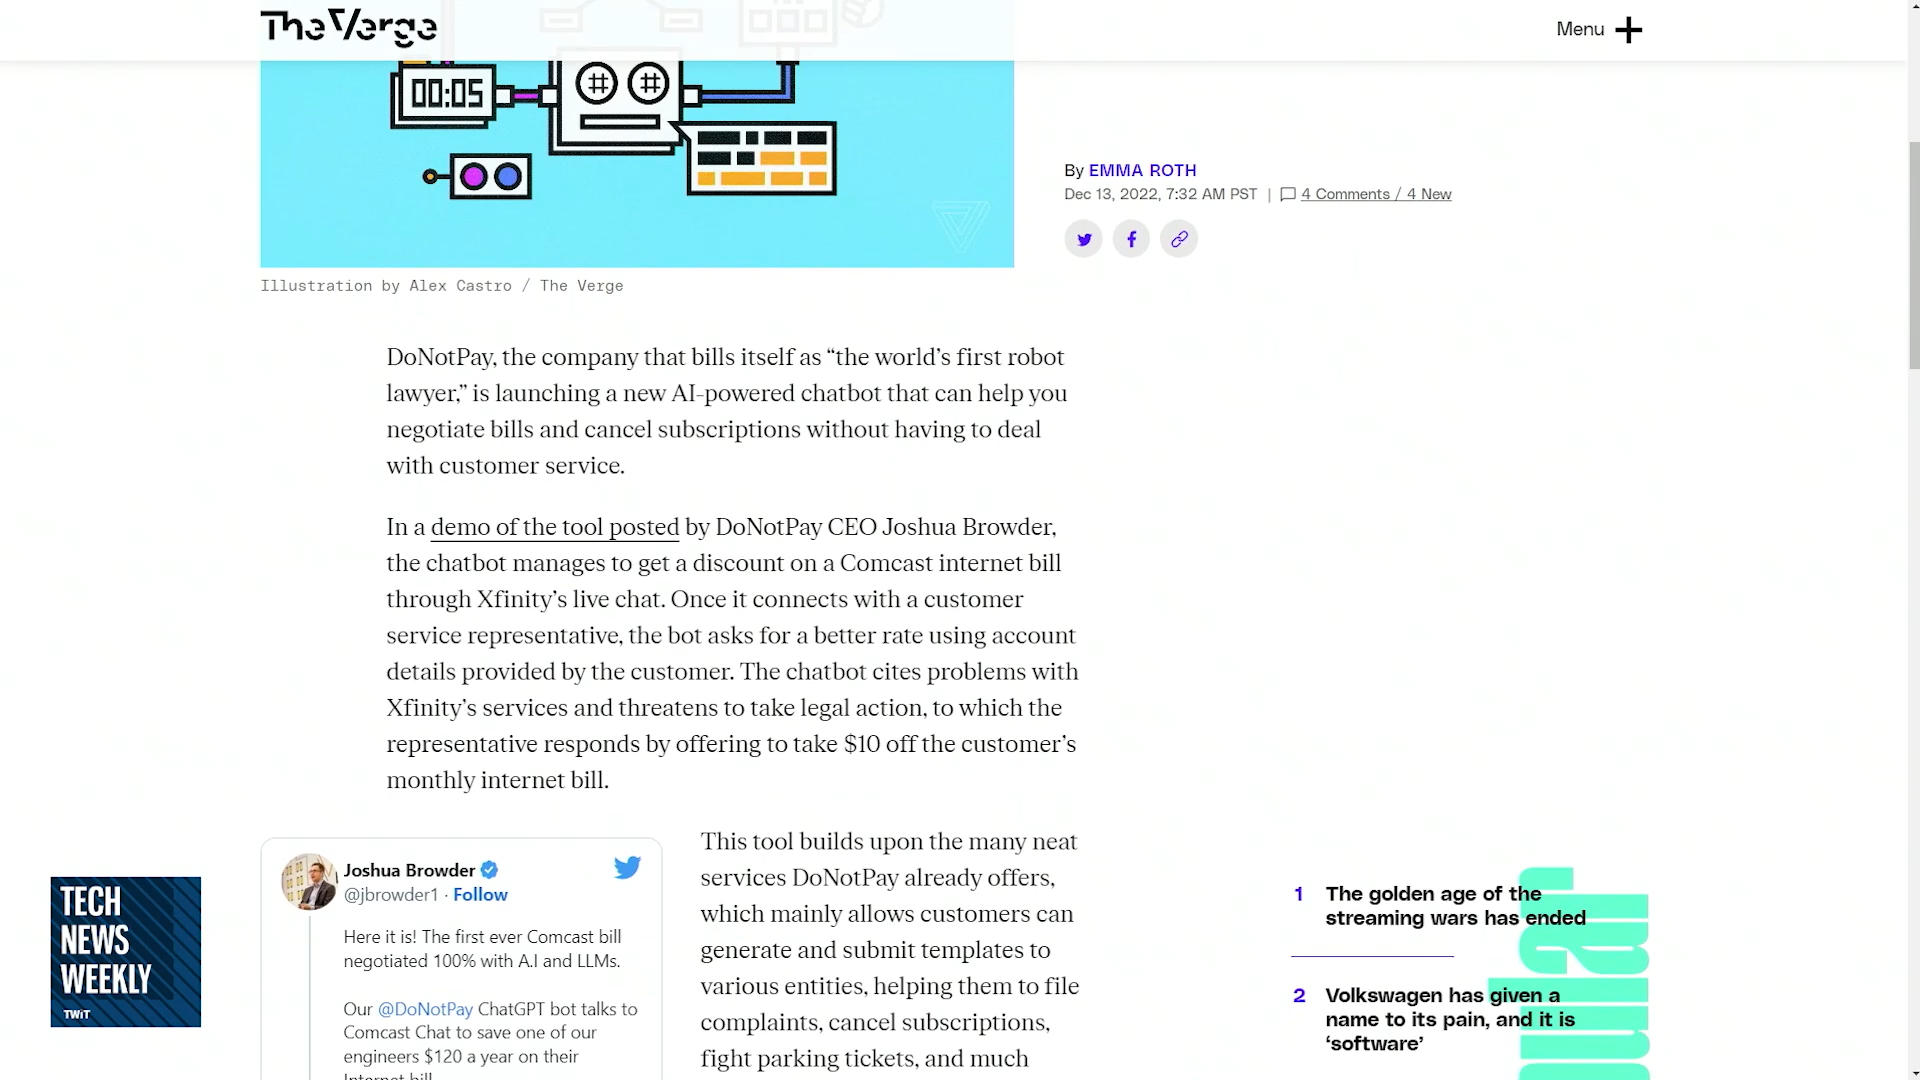 The Verge
Menu
00:05
# #
By EMMA ROTH
Dec 13, 2022, 7:32 AM PST | 4 Comments / 4 New
Illustration by Alex Castro / The Verge
DoNotPay, the company that bills itself as “the world’s first robot
lawyer,” is launching a new AI-powered chatbot that can help you
negotiate bills and cancel subscriptions without having to deal
with customer service.
In a demo of the tool posted by DoNotPay CEO Joshua Browder,
the chatbot manages to get a discount on a Comcast internet bill
through Xfinity’s live chat. Once it connects with a customer
service representative, the bot asks for a better rate using account
details provided by the customer. The chatbot cites problems with
Xfinity’s services and threatens to take legal action, to which the
representative responds by offering to take $10 off the customer’s
monthly internet bill.
Joshua Browder
@jbrowder1 · Follow
Here it is! The first ever Comcast bill
negotiated 100% with A.I and LLMs.
Our @DoNotPay ChatGPT bot talks to
Comcast Chat to save one of our
engineers $120 a year on their
Internet bill
This tool builds upon the many neat
services DoNotPay already offers,
which mainly allows customers can
generate and submit templates to
various entities, helping them to file
complaints, cancel subscriptions,
fight parking tickets, and much
1 The golden age of the
streaming wars has ended
2 Volkswagen has given a
name to its pain, and it is
‘software’
TECH
NEWS
WEEKLY
TWiT